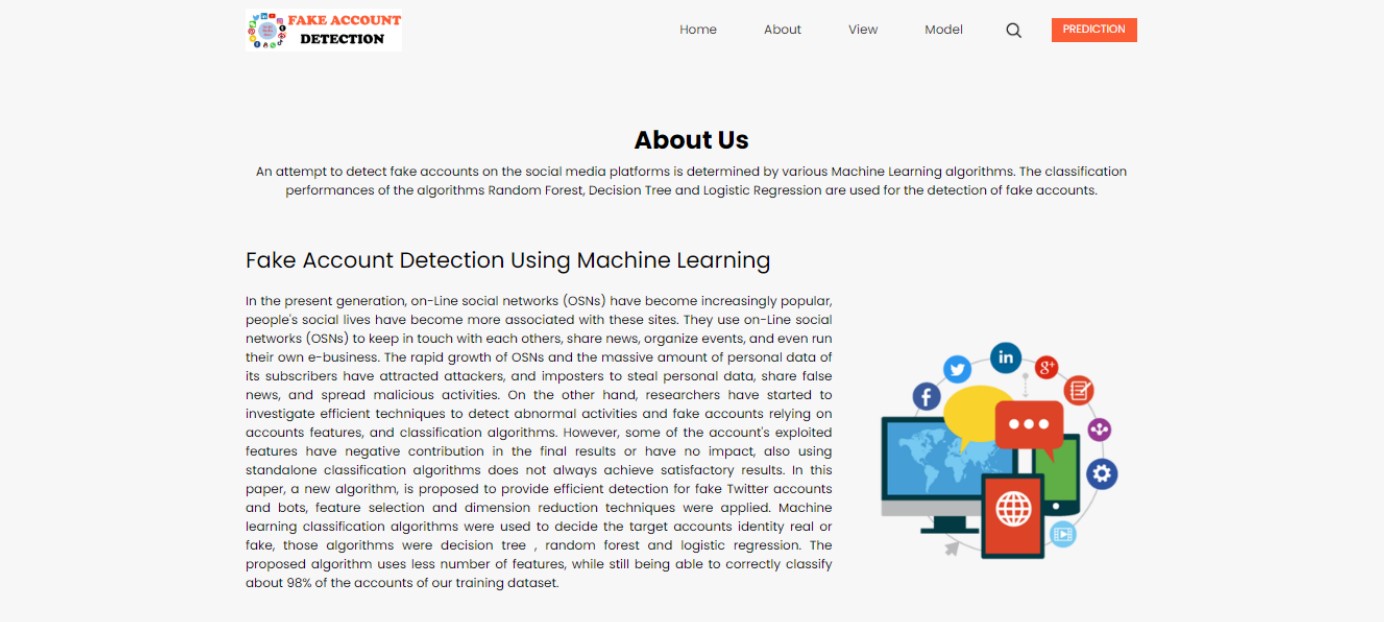 FAKE ACCOUNT
DETECTION
Home
About
View
Model
PREDICTION
About Us
An attempt to detect fake accounts on the social media platforms is determined by various Machine Learning algorithms. The classification
performances of the algorithms Random Forest, Decision Tree and Logistic Regression are used for the detection of fake accounts.
Fake Account Detection Using Machine Learning
In the present generation, on-Line social networks (OSNs) have become increasingly popular,
people's social lives have become more associated with these sites. They use on-Line social
networks (OSNs) to keep in touch with each others, share news, organize events, and even run
their own e-business. The rapid growth of OSNs and the massive amount of personal data of
its subscribers have attracted attackers, and imposters to steal personal data, share false
news, and spread malicious activities. On the other hand, researchers have started to
investigate efficient techniques to detect abnormal activities and fake accounts relying on
accounts features, and classification algorithms. However, some of the account's exploited
features have negative contribution in the final results or have no impact, also using
standalone classification algorithms does not always achieve satisfactory results. In this
paper, a new algorithm, is proposed to provide efficient detection for fake Twitter accounts
and bots, feature selection and dimension reduction techniques were applied. Machine
learning classification algorithms were used to decide the target accounts identity real or
fake, those algorithms were decision tree , random forest and logistic regression. The
proposed algorithm uses less number of features, while still being able to correctly classify
about 98% of the accounts of our training dataset.
in
g+
f